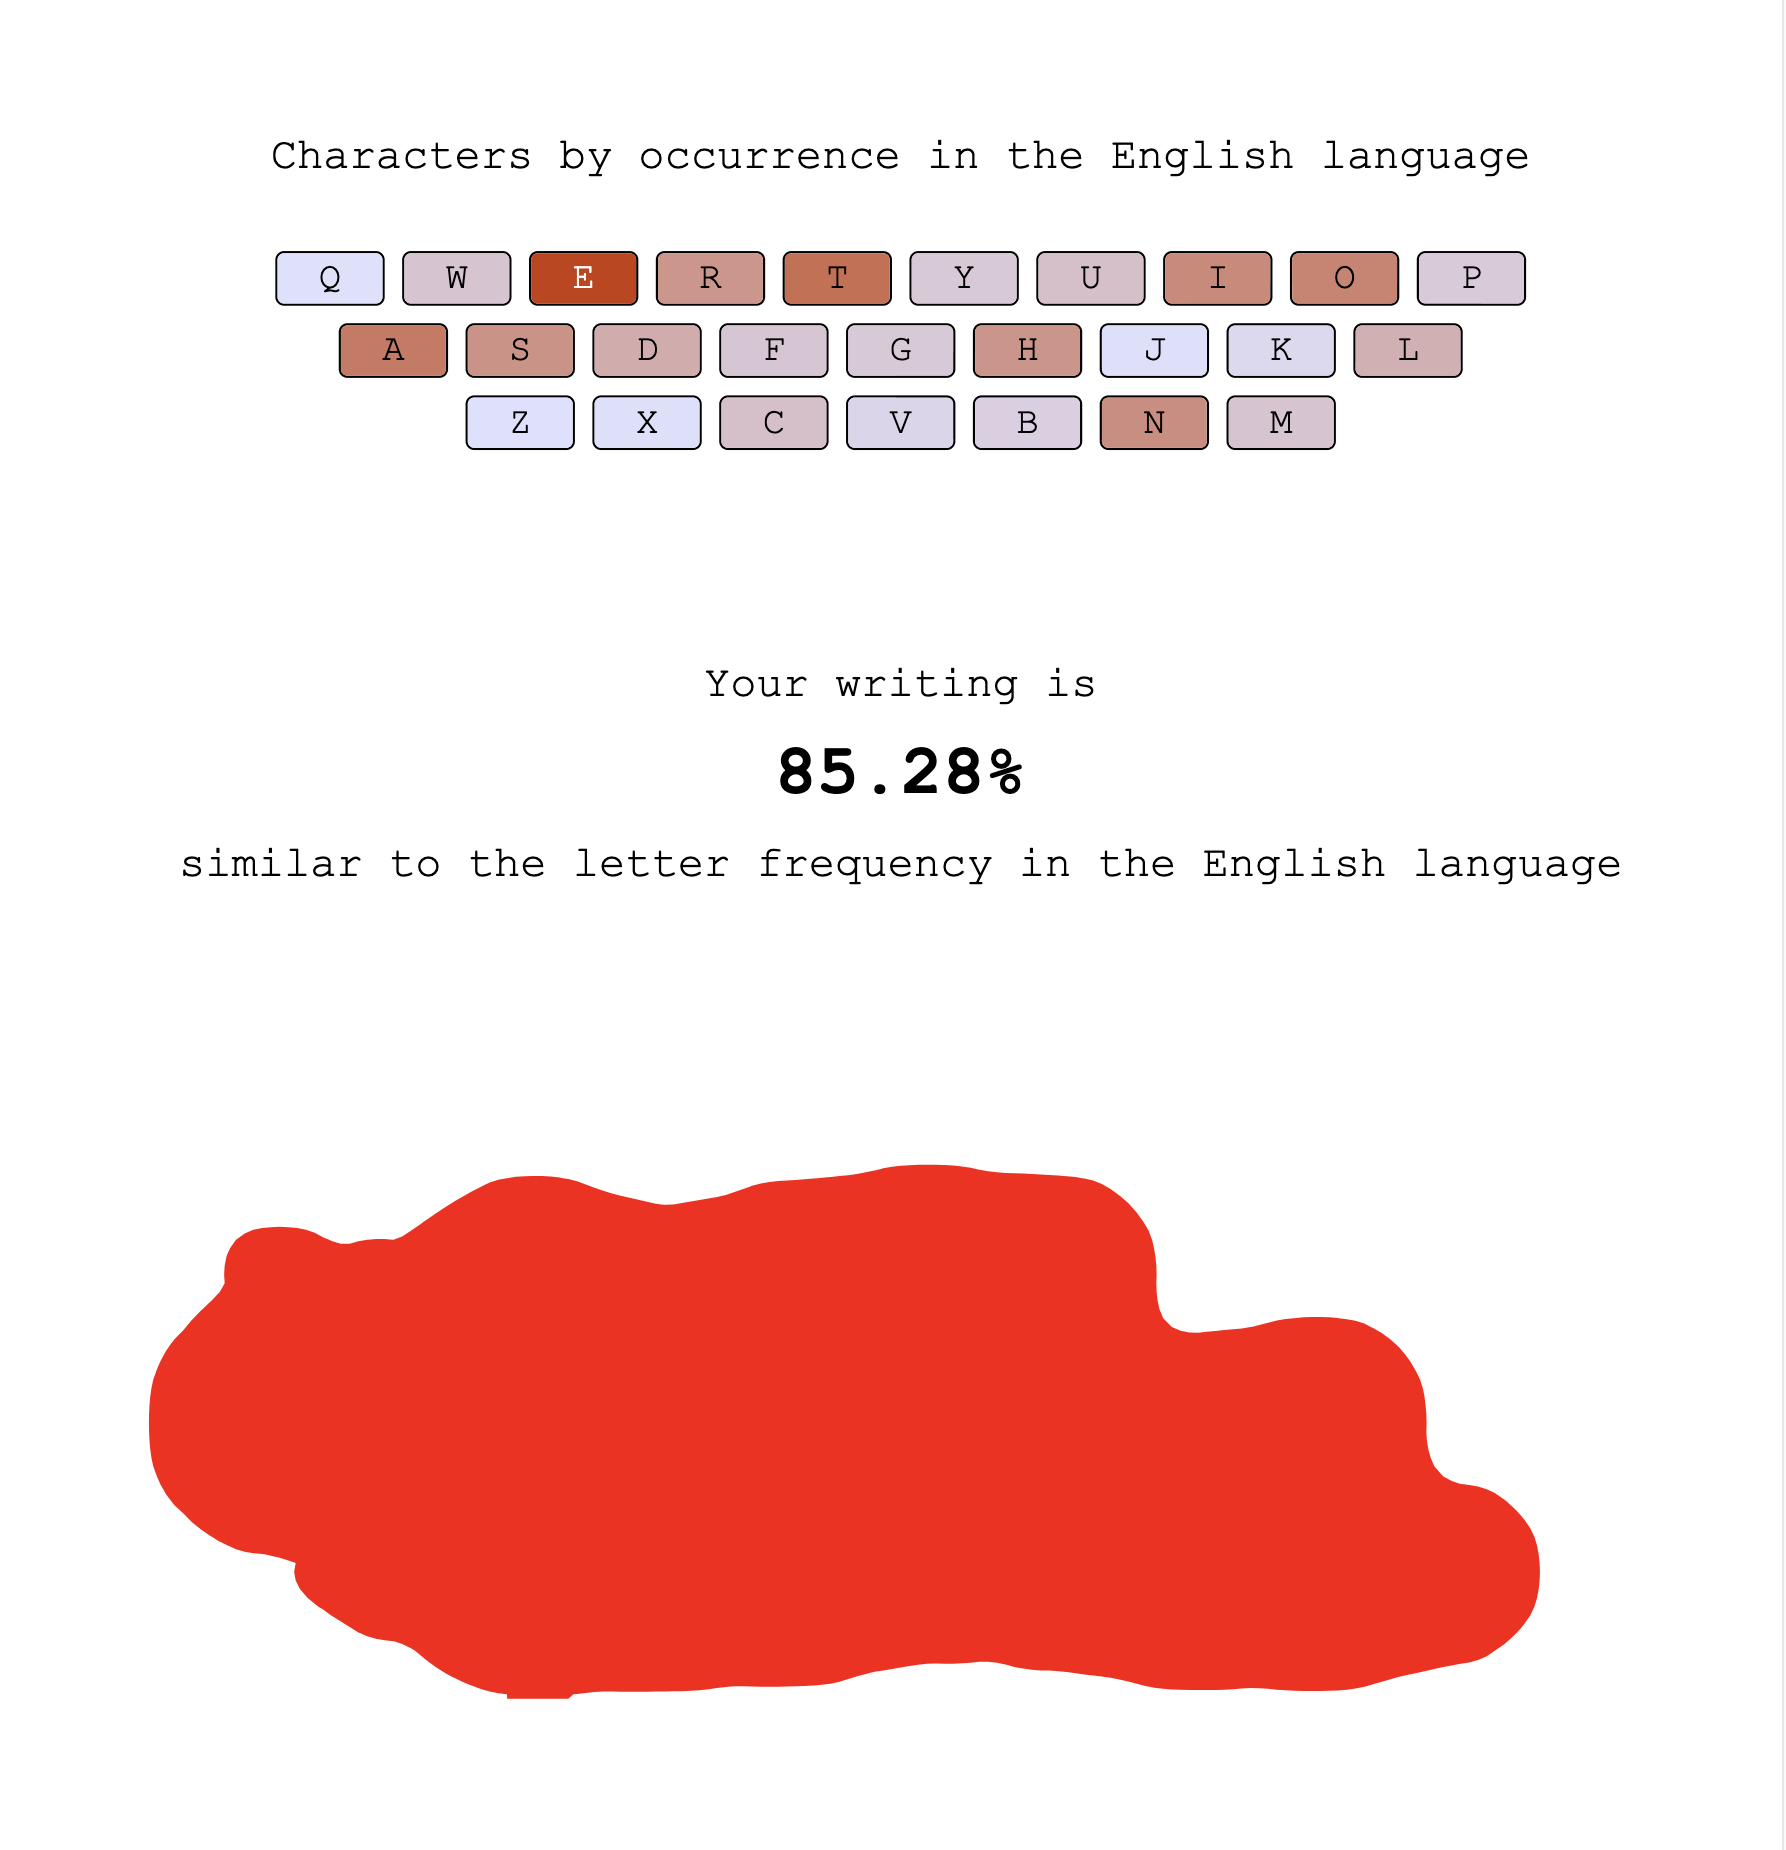 Characters by occurrence in the English language
Q W E R T Y U I O P
A S D F G H J K L
Z X C V B N M
Your writing is
85.28%
similar to the letter frequency in the English language